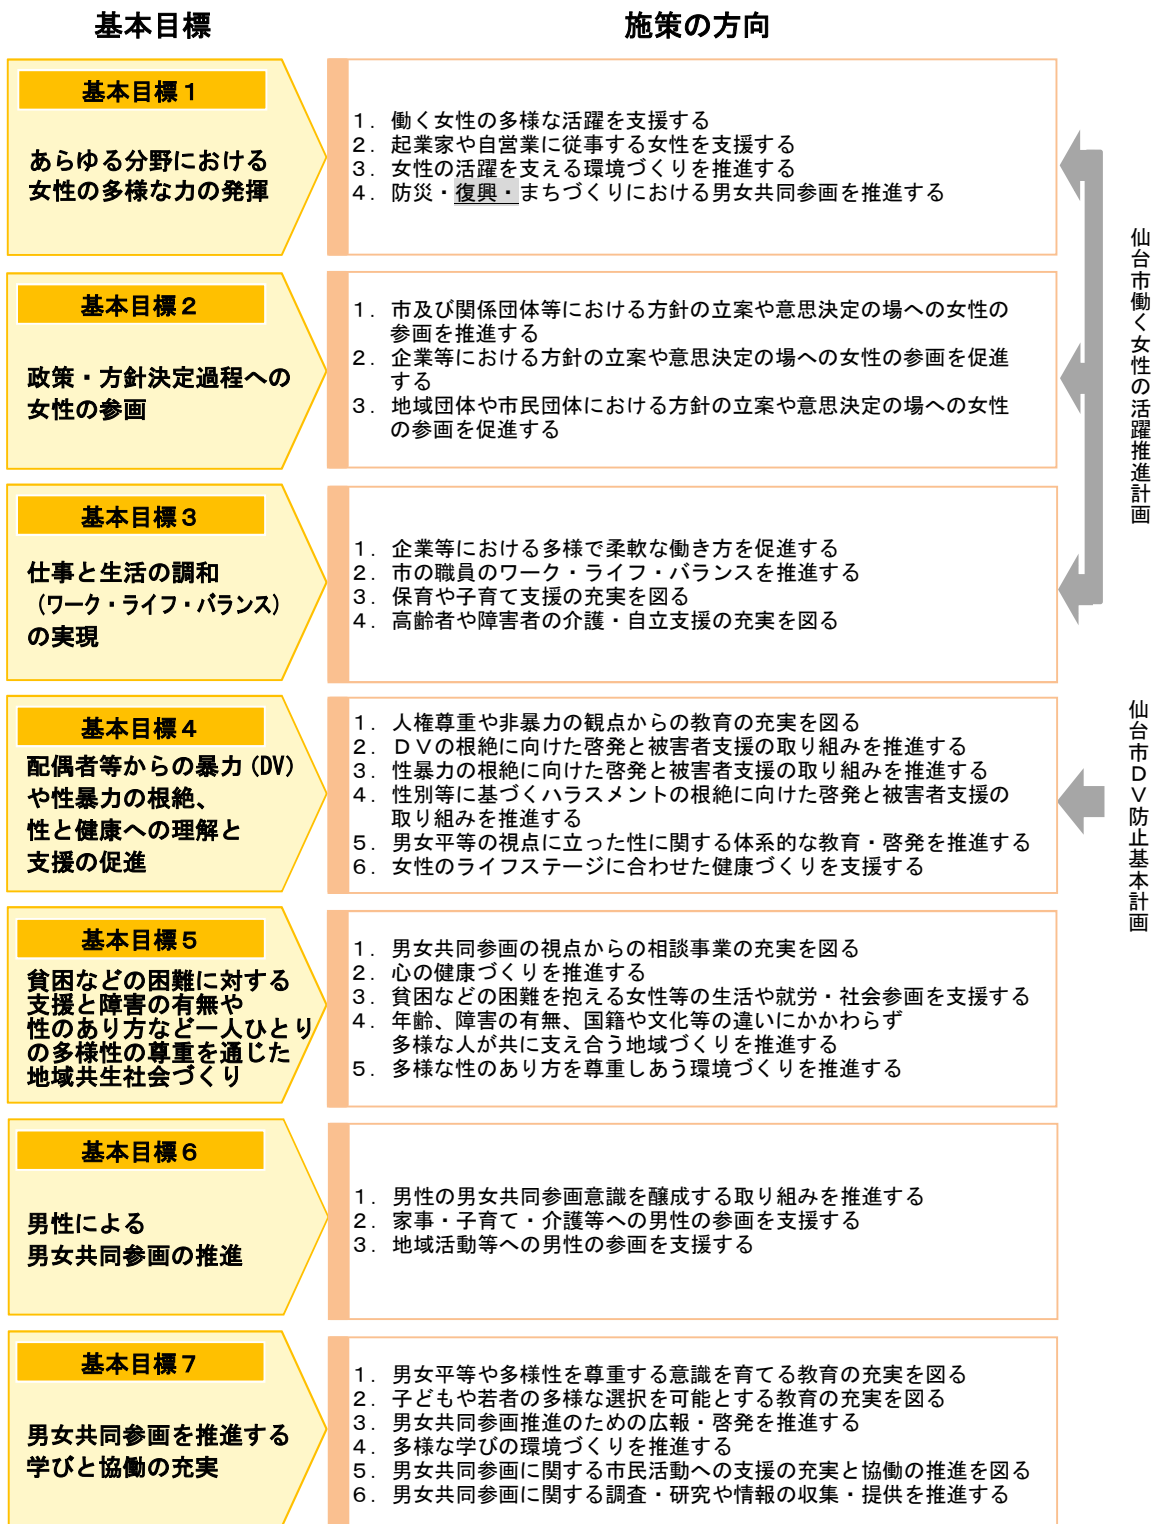 基本目標
施策の方向
基本目標１
あらゆる分野における
女性の多様な力の発揮
１．働く女性の多様な活躍を支援する
２．起業家や自営業に従事する女性を支援する
３．女性の活躍を支える環境づくりを推進する
４．防災・復興・まちづくりにおける男女共同参画を推進する
基本目標２
政策・方針決定過程への
女性の参画
１．市及び関係団体等における方針の立案や意思決定の場への女性の
参画を推進する
２．企業等における方針の立案や意思決定の場への女性の参画を促進
する
３．地域団体や市民団体における方針の立案や意思決定の場への女性
の参画を促進する
基本目標３
仕事と生活の調和
（ワーク・ライフ・バランス）
の実現
１．企業等における多様で柔軟な働き方を促進する
２．市の職員のワーク・ライフ・バランスを推進する
３．保育や子育て支援の充実を図る
４．高齢者や障害者の介護・自立支援の充実を図る
仙台市働く女性の活躍推進計画
基本目標４
配偶者等からの暴力(DV)
や性暴力の根絶、
性と健康への理解と
支援の促進
１．人権尊重や非暴力の観点からの教育の充実を図る
２．ＤＶの根絶に向けた啓発と被害者支援の取り組みを推進する
３．性暴力の根絶に向けた啓発と被害者支援の取り組みを推進する
４．性別等に基づくハラスメントの根絶に向けた啓発と被害者支援の
取り組みを推進する
５．男女平等の視点に立った性に関する体系的な教育・啓発を推進する
６．女性のライフステージに合わせた健康づくりを支援する
仙台市ＤＶ防止基本計画
基本目標５
貧困などの困難に対する
支援と障害の有無や
性のあり方など一人ひとり
の多様性の尊重を通じた
地域共生社会づくり
１．男女共同参画の視点からの相談事業の充実を図る
２．心の健康づくりを推進する
３．貧困などの困難を抱える女性等の生活や就労・社会参画を支援する
４．年齢、障害の有無、国籍や文化等の違いにかかわらず
多様な人が共に支え合う地域づくりを推進する
５．多様な性のあり方を尊重しあう環境づくりを推進する
基本目標６
男性による
男女共同参画の推進
１．男性の男女共同参画意識を醸成する取り組みを推進する
２．家事・子育て・介護等への男性の参画を支援する
３．地域活動等への男性の参画を支援する
基本目標７
男女共同参画を推進する
学びと協働の充実
１．男女平等や多様性を尊重する意識を育てる教育の充実を図る
２．子どもや若者の多様な選択を可能とする教育の充実を図る
３．男女共同参画推進のための広報・啓発を推進する
４．多様な学びの環境づくりを推進する
５．男女共同参画に関する市民活動への支援の充実と協働の推進を図る
６．男女共同参画に関する調査・研究や情報の収集・提供を推進する